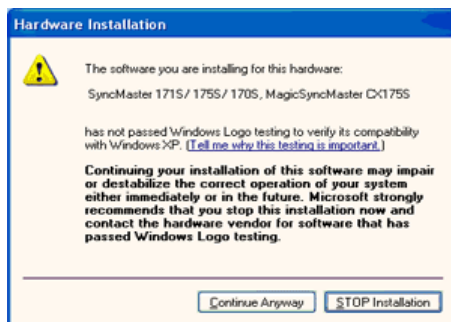 Hardware Installation
The software you are installing for this hardware:
SyncMaster 171S/ 175S/ 170S, MagicSyncMaster CX175S
has not passed Windows Logo testing to verify its compatibility
with Windows XP. (Tell me why this testing is important.)
Continuing your installation of this software may impair
or destabilize the correct operation of your system
either immediately or in the future. Microsoft strongly
recommends that you stop this installation now and
contact the hardware vendor for software that has
passed Windows Logo testing.
Continue Anyway
STOP Installation